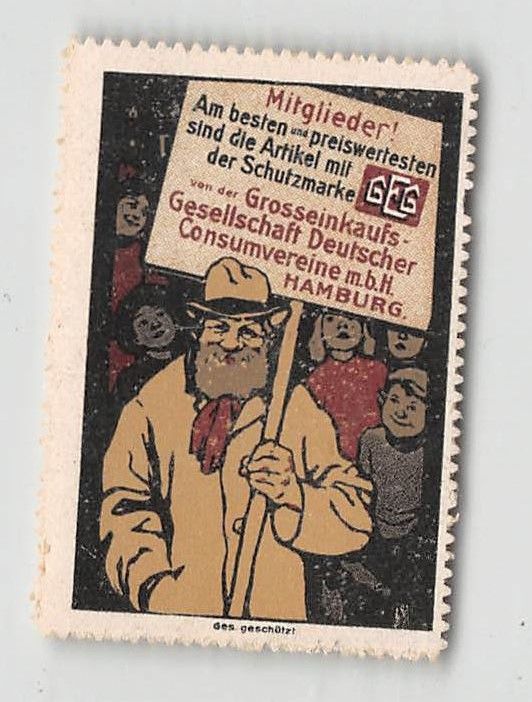 Mitglieder!
Am besten und preiswertesten
sind die Artikel mit
der Schutzmarke GEG
von der Grosseinkaufs-
Gesellschaft Deutscher
Consumvereine m.b.H.
HAMBURG.
Ges. geschützt